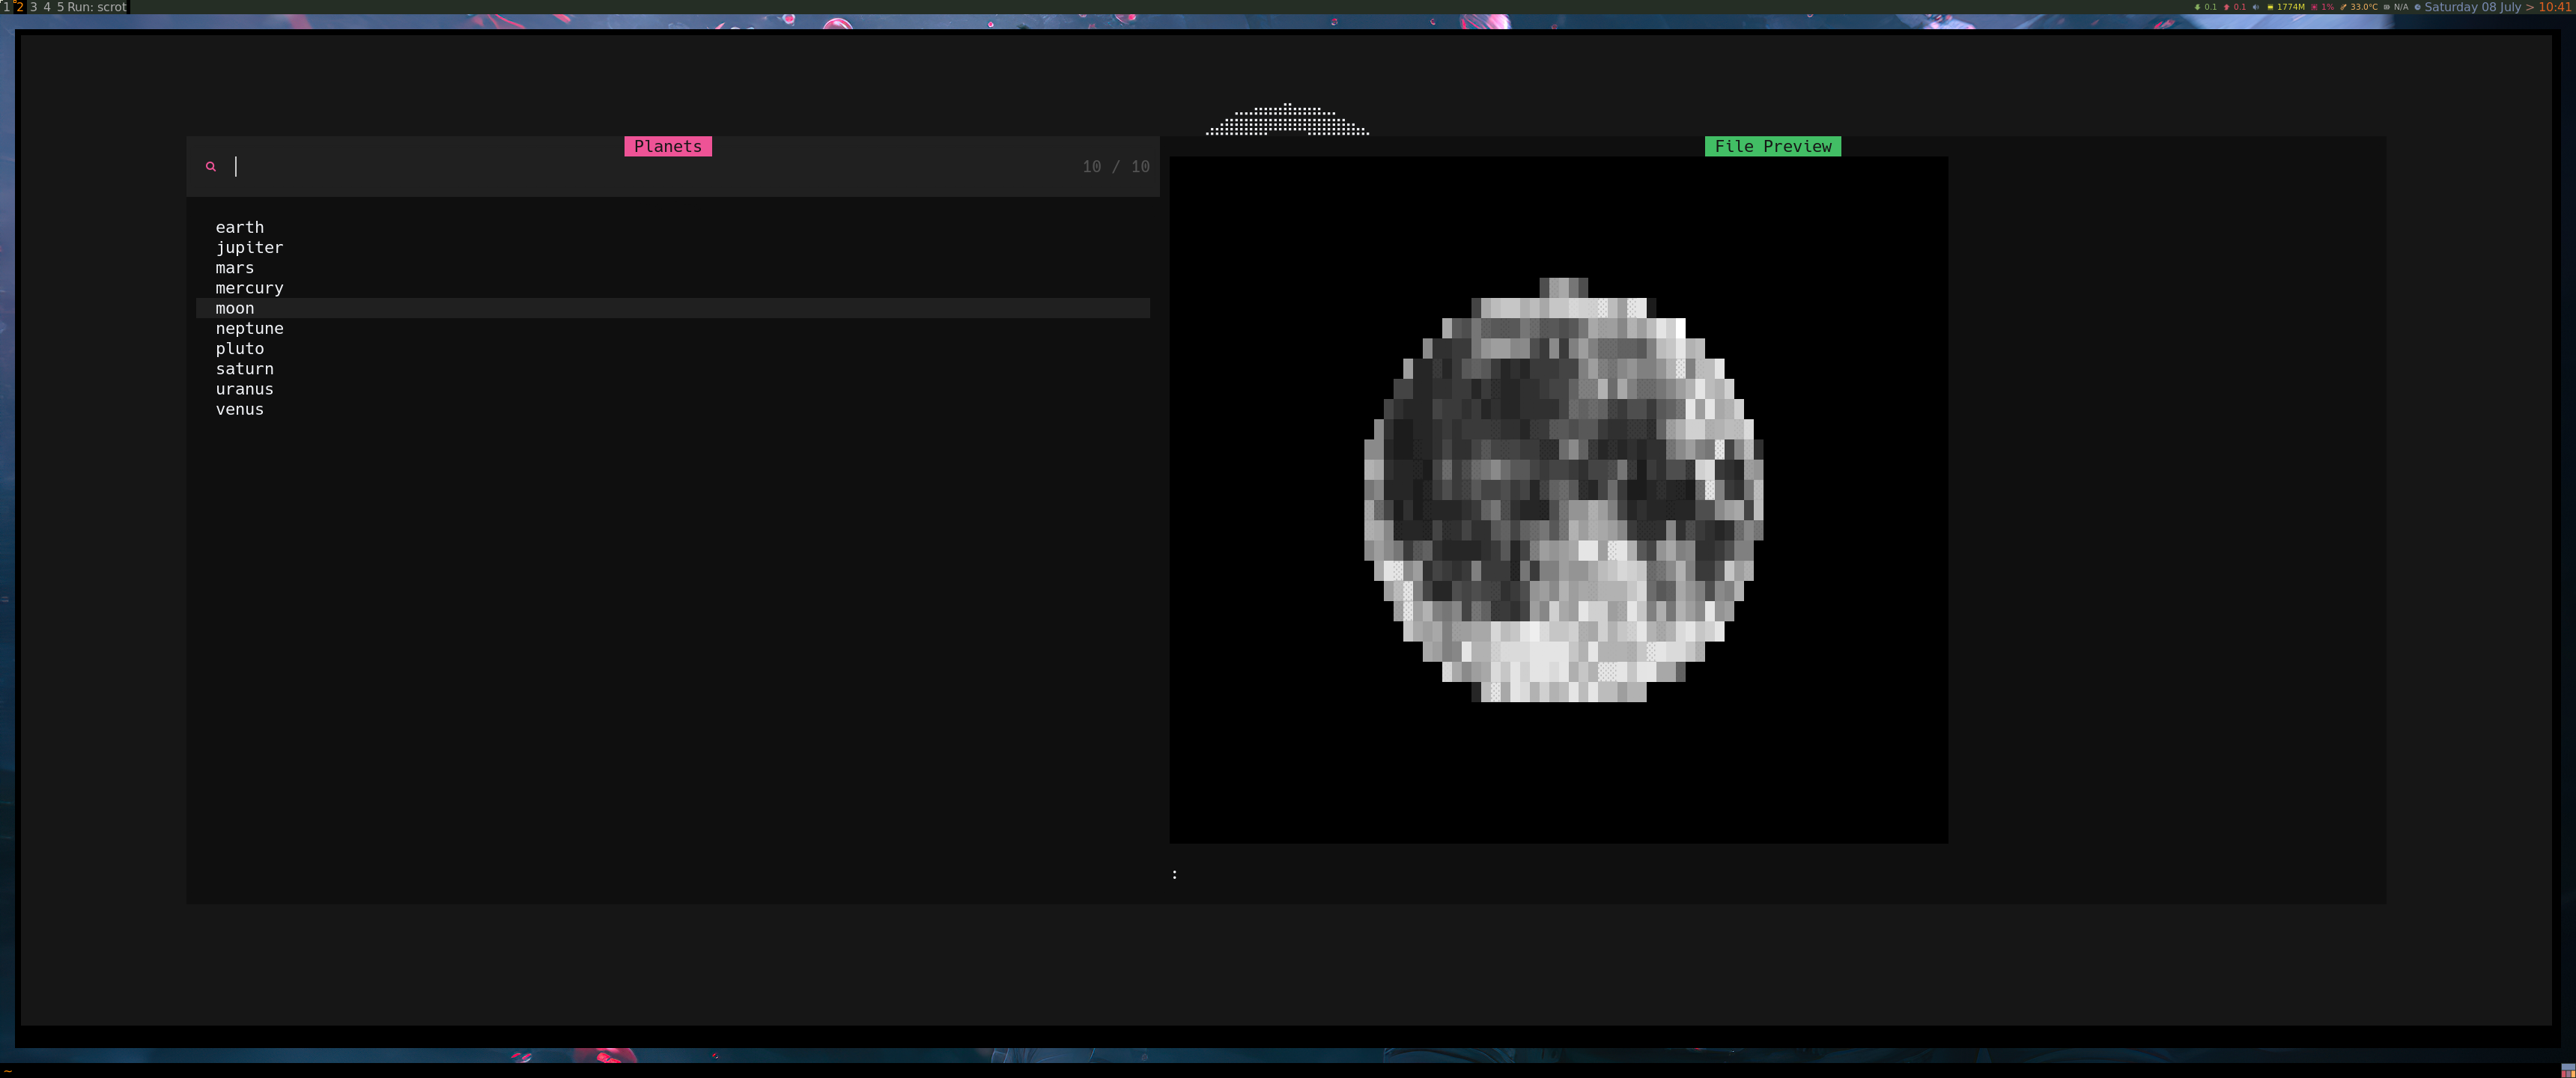 1 2 3 4 5 Run: scrot
0.1 0.1 1774M 1% 33.0°C N/A Saturday 08 July > 10:41
Planets
10 / 10
earth
jupiter
mars
mercury
moon
neptune
pluto
saturn
uranus
venus
File Preview
:
~